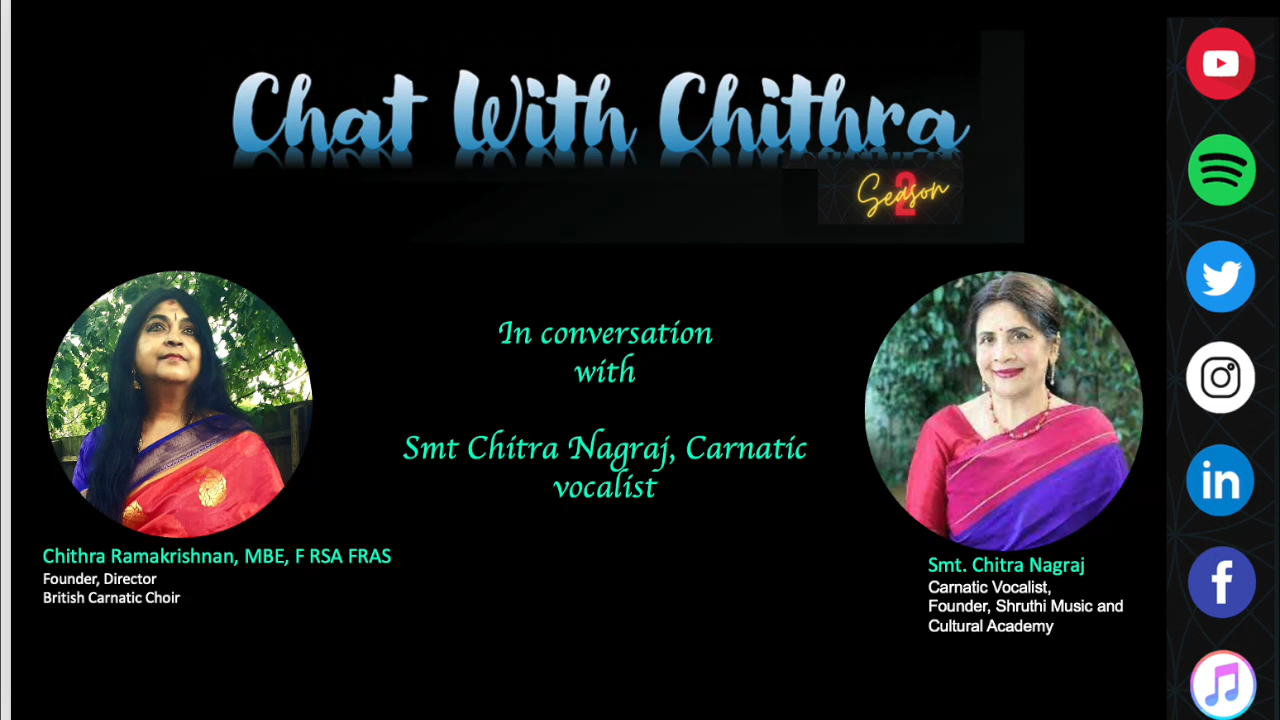 Chat With Chithra
Season 2
In conversation
with
Smt Chitra Nagraj, Carnatic
vocalist
Chithra Ramakrishnan, MBE, F RSA FRAS
Founder, Director
British Carnatic Choir
Smt. Chitra Nagraj
Carnatic Vocalist,
Founder, Shruthi Music and
Cultural Academy
in
f